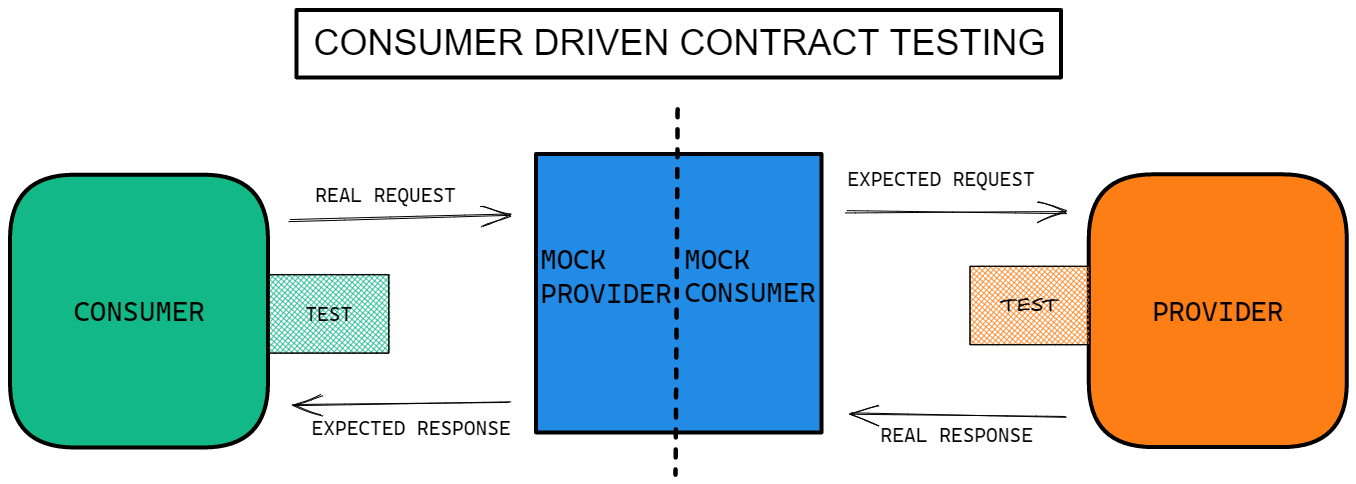 CONSUMER DRIVEN CONTRACT TESTING
REAL REQUEST
EXPECTED REQUEST
MOCK
PROVIDER
MOCK
CONSUMER
CONSUMER
TEST
TEST
PROVIDER
EXPECTED RESPONSE
REAL RESPONSE